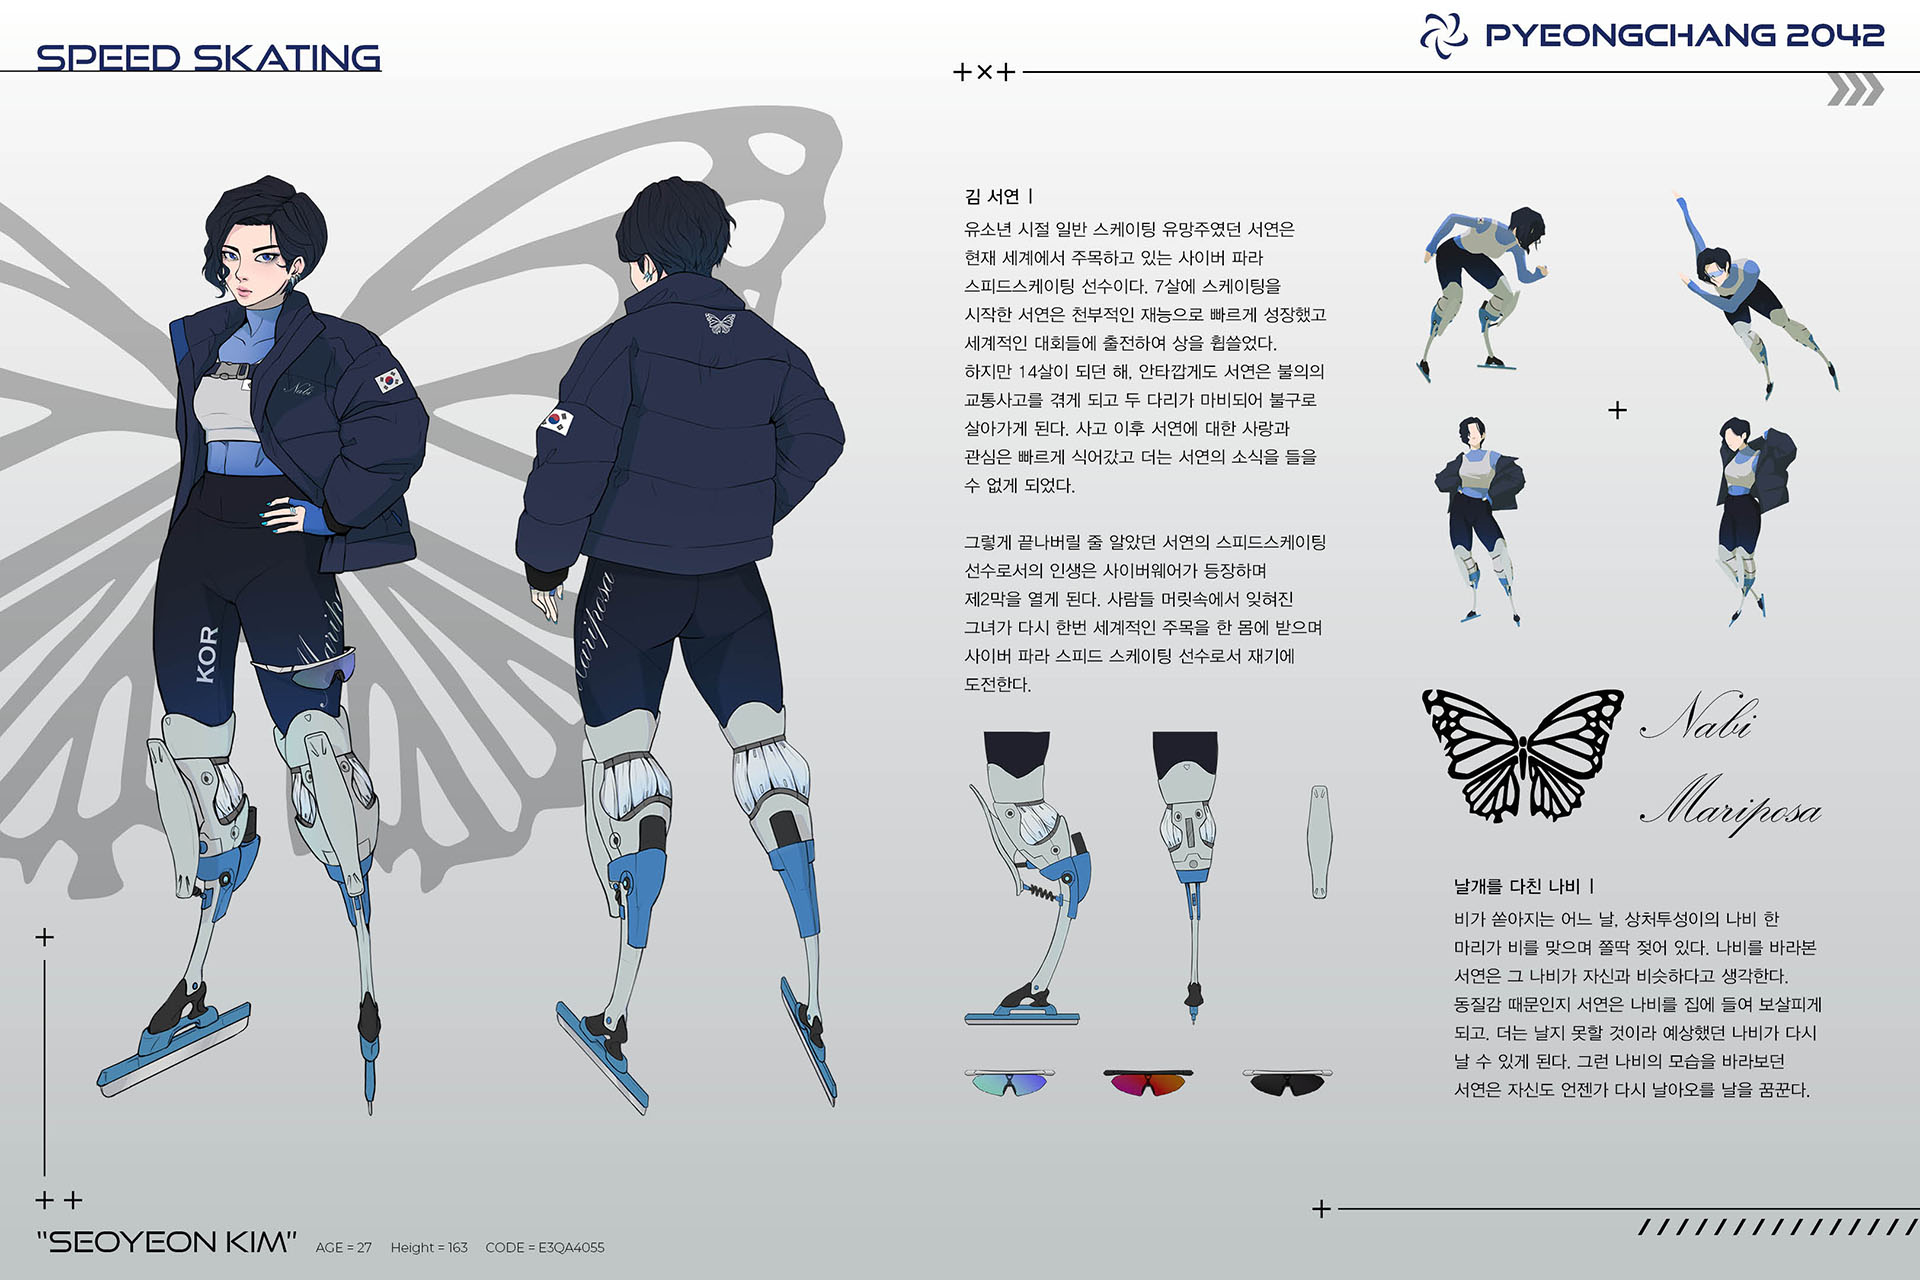 SPEED SKATING
PYEONGCHANG 2042
Nabi
KOR
Mariposa
김 서연 |
유소년 시절 일반 스케이팅 유망주였던 서연은
현재 세계에서 주목하고 있는 사이버 파라
스피드스케이팅 선수이다. 7살에 스케이팅을
시작한 서연은 천부적인 재능으로 빠르게 성장했고
세계적인 대회들에 출전하여 상을 휩쓸었다.
하지만 14살이 되던 해, 안타깝게도 서연은 불의의
교통사고를 겪게 되고 두 다리가 마비되어 불구로
살아가게 된다. 사고 이후 서연에 대한 사랑과
관심은 빠르게 식어갔고 더는 서연의 소식을 들을
수 없게 되었다.
그렇게 끝나버릴 줄 알았던 서연의 스피드스케이팅
선수로서의 인생은 사이버웨어가 등장하며
제2막을 열게 된다. 사람들 머릿속에서 잊혀진
그녀가 다시 한번 세계적인 주목을 한 몸에 받으며
사이버 파라 스피드 스케이팅 선수로서 재기에
도전한다.
Nabi
Mariposa
날개를 다친 나비 |
비가 쏟아지는 어느 날, 상처투성이의 나비 한
마리가 비를 맞으며 쫄딱 젖어 있다. 나비를 바라본
서연은 그 나비가 자신과 비슷하다고 생각한다.
동질감 때문인지 서연은 나비를 집에 들여 보살피게
되고, 더는 날지 못할 것이라 예상했던 나비가 다시
날 수 있게 된다. 그런 나비의 모습을 바라보던
서연은 자신도 언젠가 다시 날아오를 날을 꿈꾼다.
"SEOYEON KIM" AGE = 27 Height = 163 CODE = E3QA4055